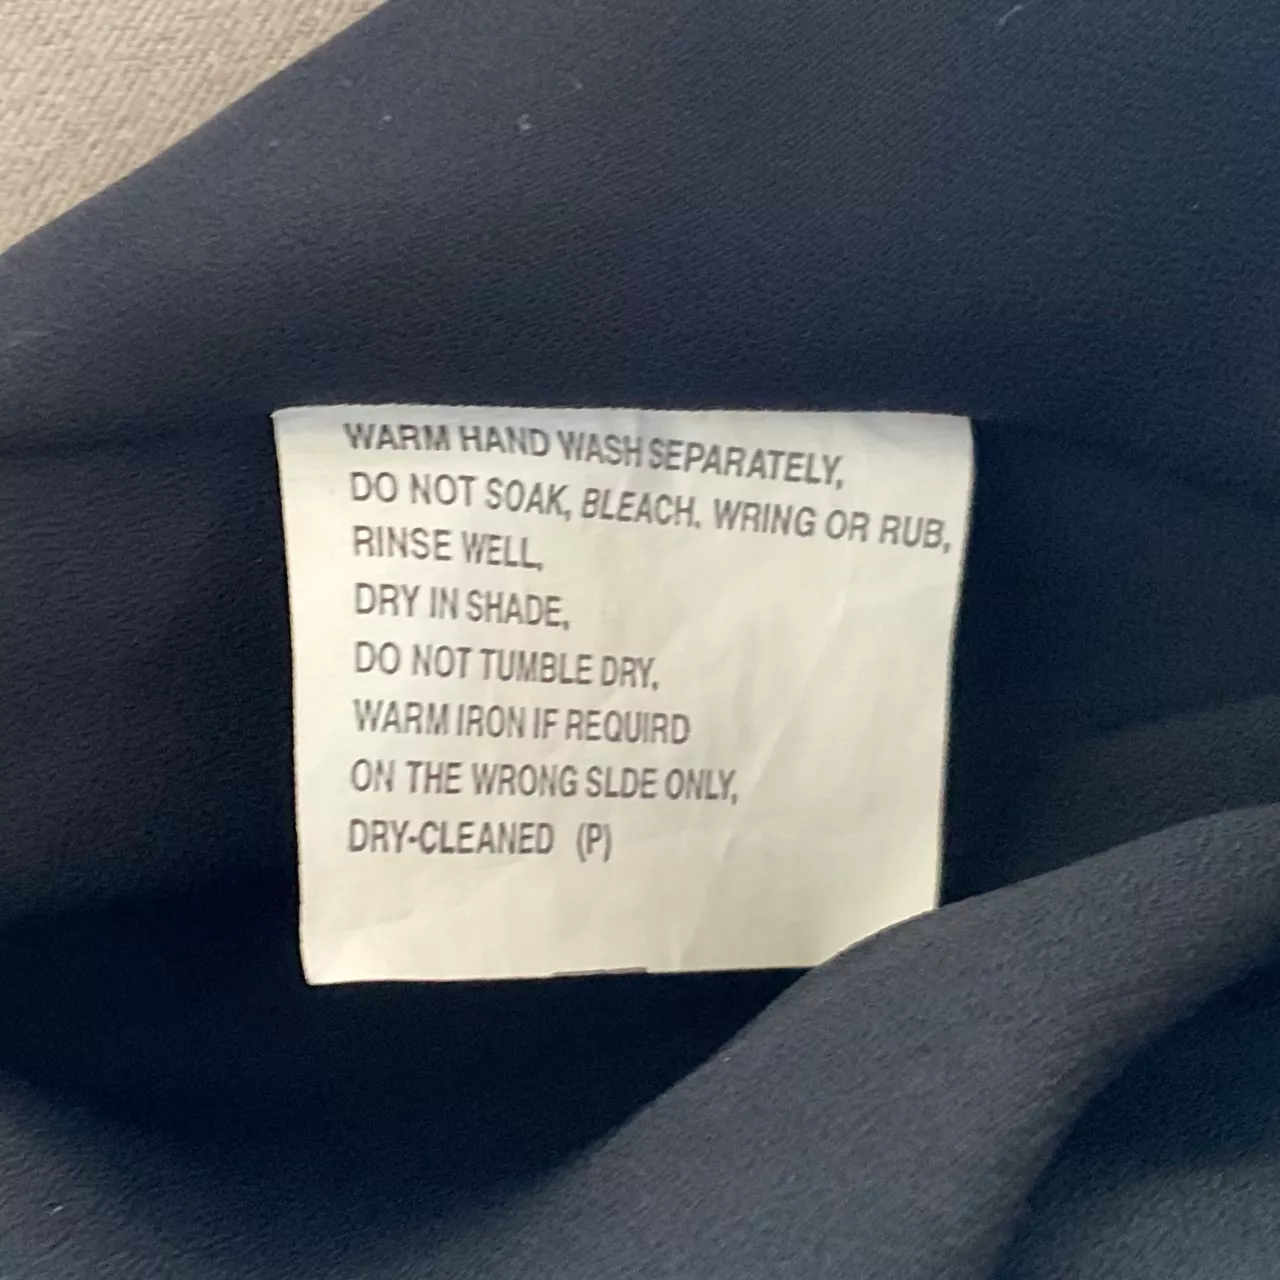 WARM HAND WASH SEPARATELY,
DO NOT SOAK, BLEACH. WRING OR RUB,
RINSE WELL,
DRY IN SHADE,
DO NOT TUMBLE DRY,
WARM IRON IF REQUIRD
ON THE WRONG SLDE ONLY,
DRY-CLEANED (P)